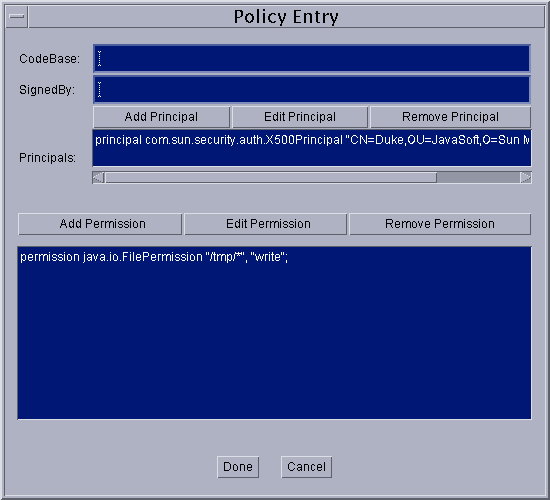 Policy Entry
CodeBase:
SignedBy:
Add Principal Edit Principal Remove Principal
Principals: principal com.sun.security.auth.X500Principal "CN=Duke,OU=JavaSoft,O=Sun M
Add Permission Edit Permission Remove Permission
permission java.io.FilePermission "/tmp/*", "write";
Done Cancel